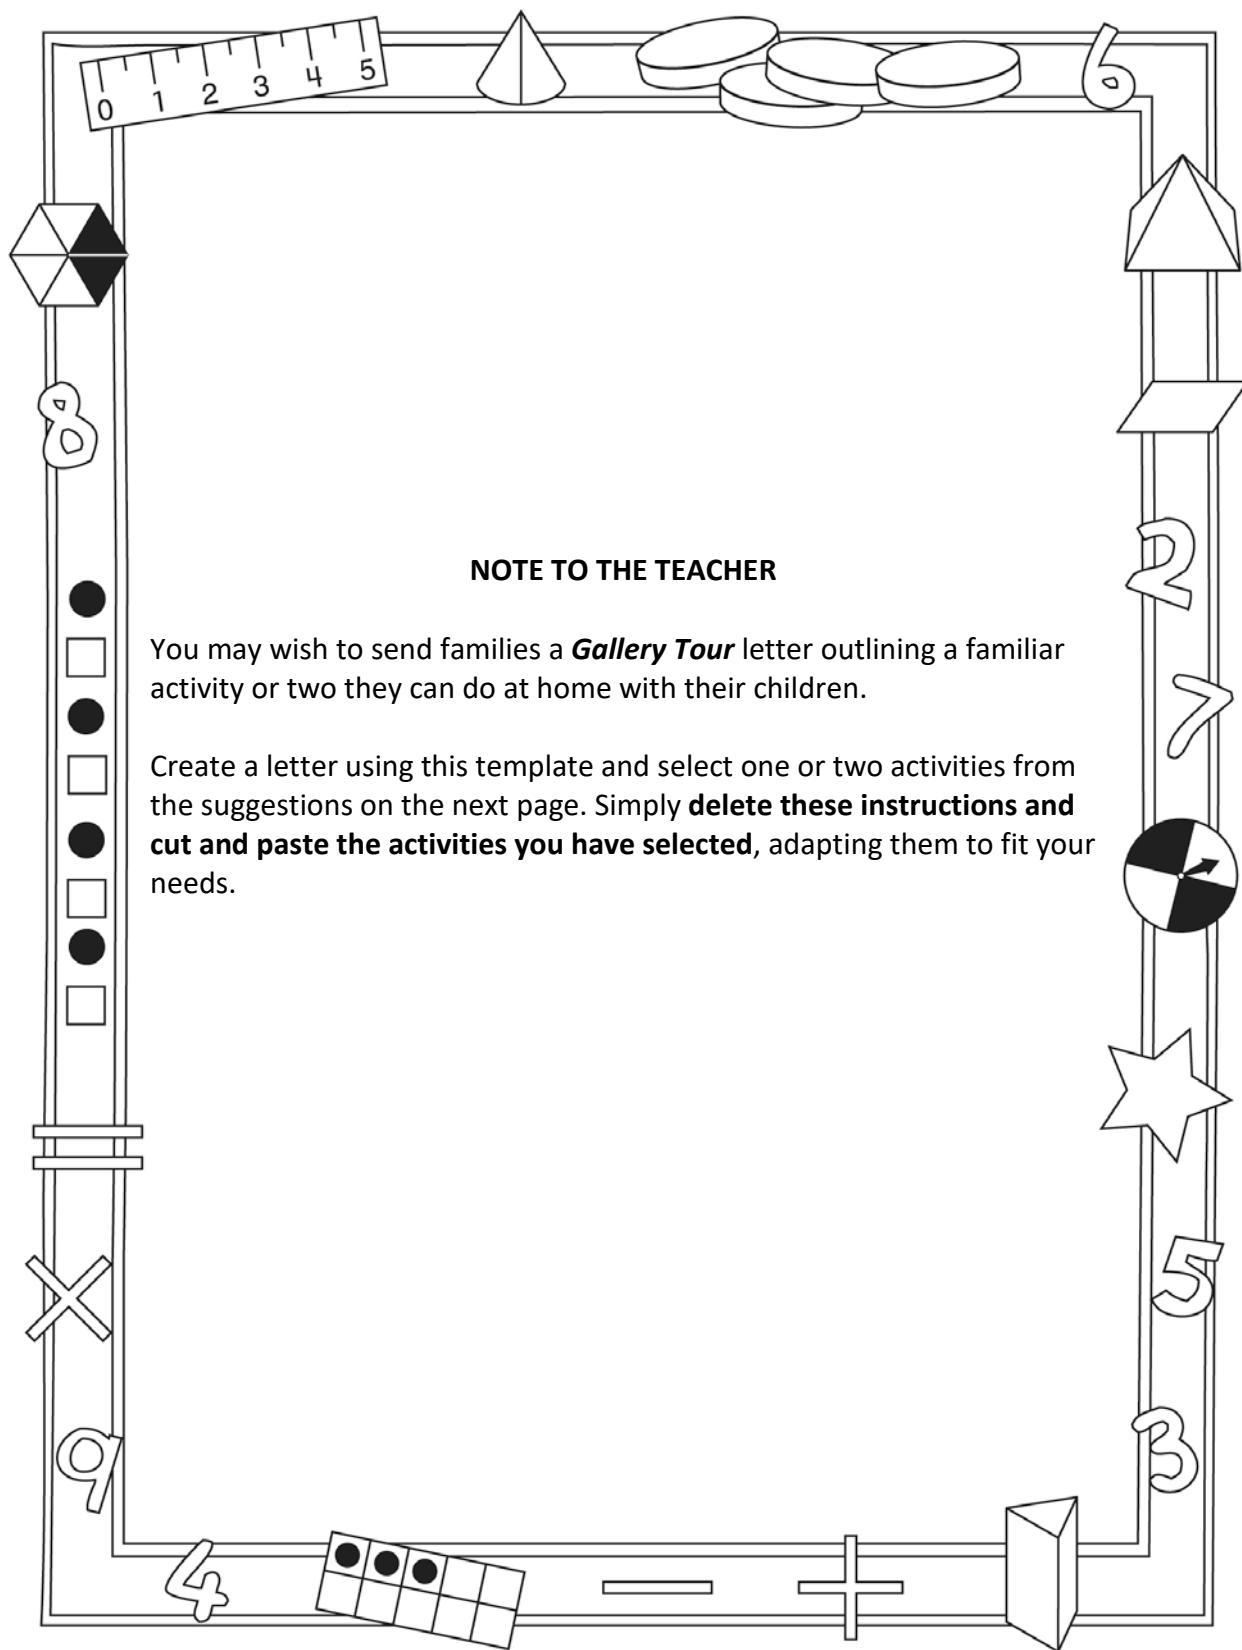 0 1 2 3 4 5
6
8
NOTE TO THE TEACHER
2
You may wish to send families a Gallery Tour letter outlining a familiar
activity or two they can do at home with their children.
7
Create a letter using this template and select one or two activities from
the suggestions on the next page. Simply delete these instructions and
cut and paste the activities you have selected, adapting them to fit your
needs.
=
5
×
3
9
4
− +